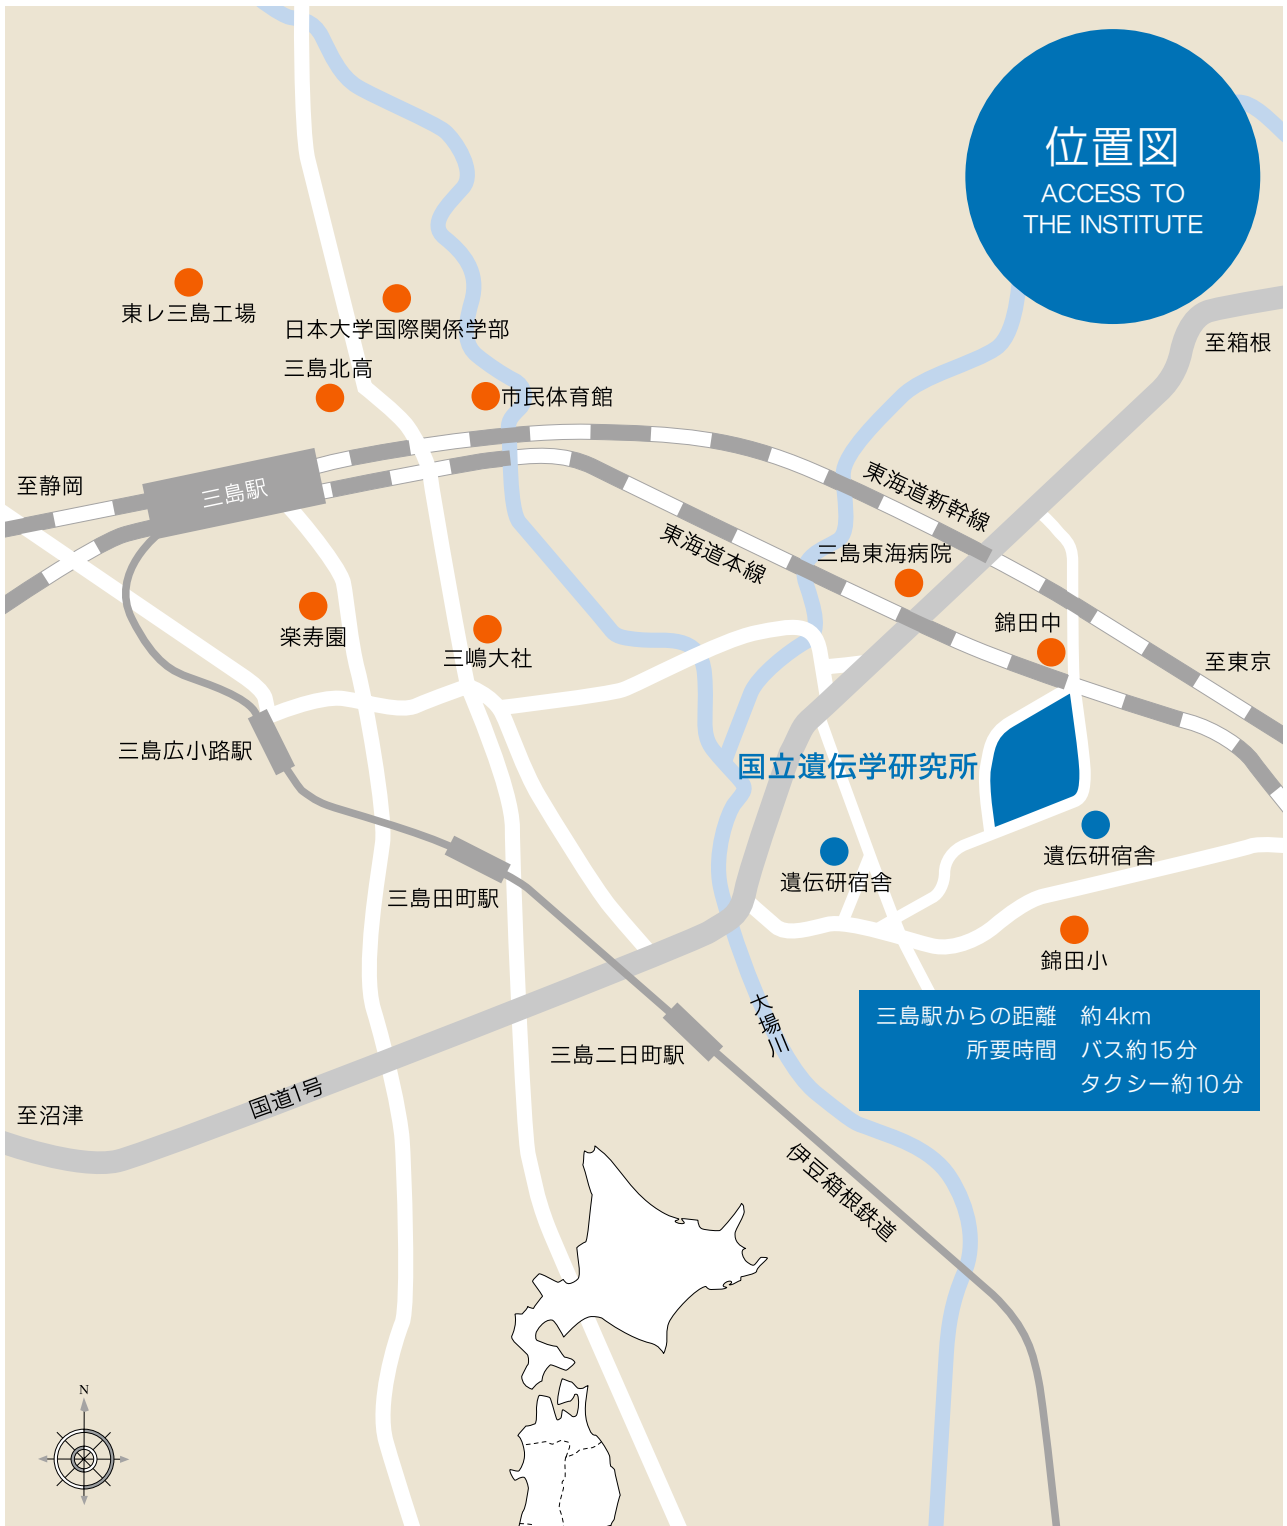 位置図
ACCESS TO
THE INSTITUTE
東レ三島工場
日本大学国際関係学部
三島北高
市民体育館
至箱根
至静岡
三島駅
東海道新幹線
東海道本線
三島東海病院
錦田中
楽寿園
三嶋大社
至東京
三島広小路駅
国立遺伝学研究所
遺伝研宿舎
遺伝研宿舎
三島田町駅
錦田小
大場川
三島駅からの距離 約4km
所要時間 バス約15分
タクシー約10分
三島二日町駅
国道1号
至沼津
伊豆箱根鉄道
N